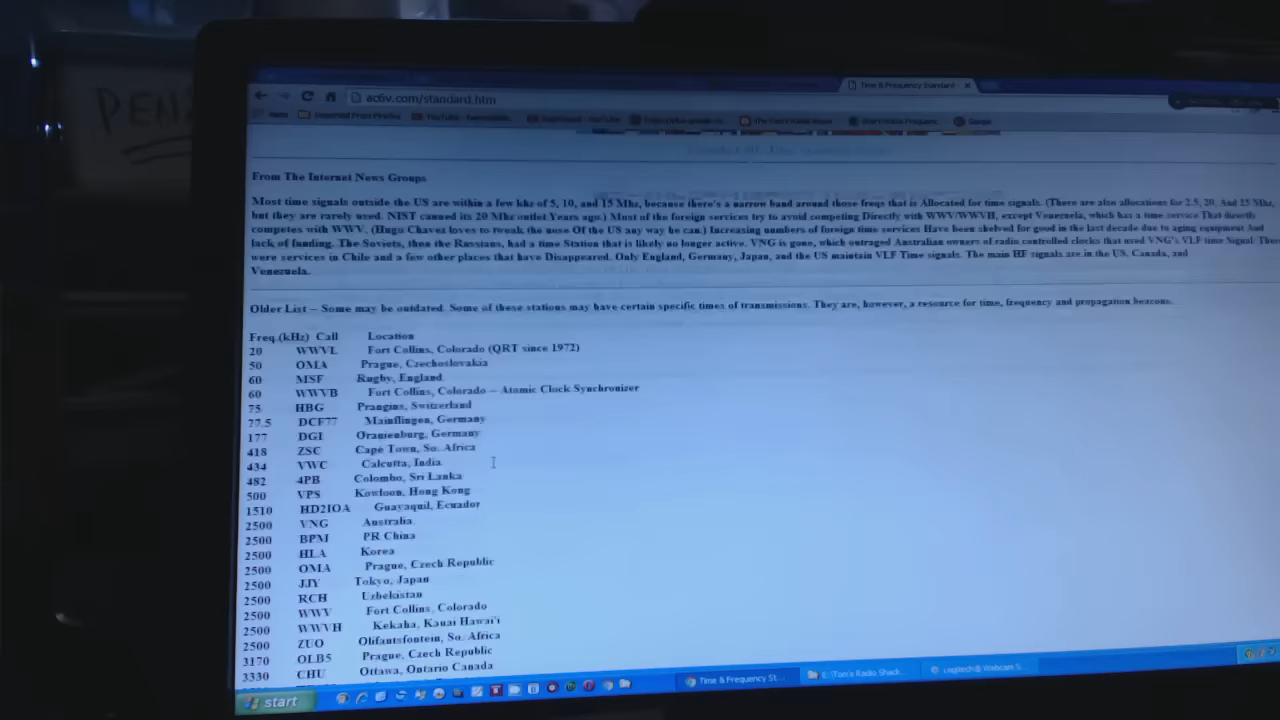 PEN
Time & Frequency Standard
ac6v.com/standard.htm
From The Internet News Groups
Most time signals outside the US are within a few khz of 5, 10, and 15 Mhz, because there's a narrow band around those freqs that is Allocated for time signals. (There are also allocations for 2.5, 20, And 25 Mhz,
but they are rarely used. NIST canned its 20 Mhz outlet Years ago.) Most of the foreign services try to avoid competing Directly with WWV/WWVH, except Venezuela, which has a time service That directly
competes with WWV. (Hugo Chavez loves to tweak the nose Of the US any way he can.) Increasing numbers of foreign time services Have been shelved for good in the last decade due to aging equipment And
lack of funding. The Soviets, then the Russians, had a time Station that is likely no longer active. VNG is gone, which outraged Australian owners of radio controlled clocks that used VNG's VLF time Signal. There
were services in Chile and a few other places that have Disappeared. Only England, Germany, Japan, and the US maintain VLF Time signals. The main HF signals are in the US, Canada, and
Venezuela.
Older List -- Some may be outdated. Some of these stations may have certain specific times of transmissions. They are, however, a resource for time, frequency and propagation beacons.
Freq.(kHz) Call Location
20 WWVL Fort Collins, Colorado (QRT since 1972)
50 OMA Prague, Czechoslovakia
60 MSF Rugby, England
60 WWVB Fort Collins, Colorado -- Atomic Clock Synchronizer
75 HBG Prangins, Switzerland
77.5 DCF77 Mainflingen, Germany
177 DGI Oranienburg, Germany
418 ZSC Cape Town, So. Africa
434 VWC Calcutta, India
482 4PB Colombo, Sri Lanka
500 VPS Kowloon, Hong Kong
1510 HD2IOA Guayaquil, Ecuador
2500 VNG Australia
2500 BPM PR China
2500 HLA Korea
2500 OMA Prague, Czech Republic
2500 JJY Tokyo, Japan
2500 RCH Uzbekistan
2500 WWV Fort Collins, Colorado
2500 WWVH Kekaha, Kauai Hawai'i
2500 ZUO Olifantsfontein, So. Africa
3170 OLB5 Prague, Czech Republic
3330 CHU Ottawa, Ontario Canada
start
Time & Frequency St...
E:\Tom's Radio Shack...
Logitech® Webcam S...